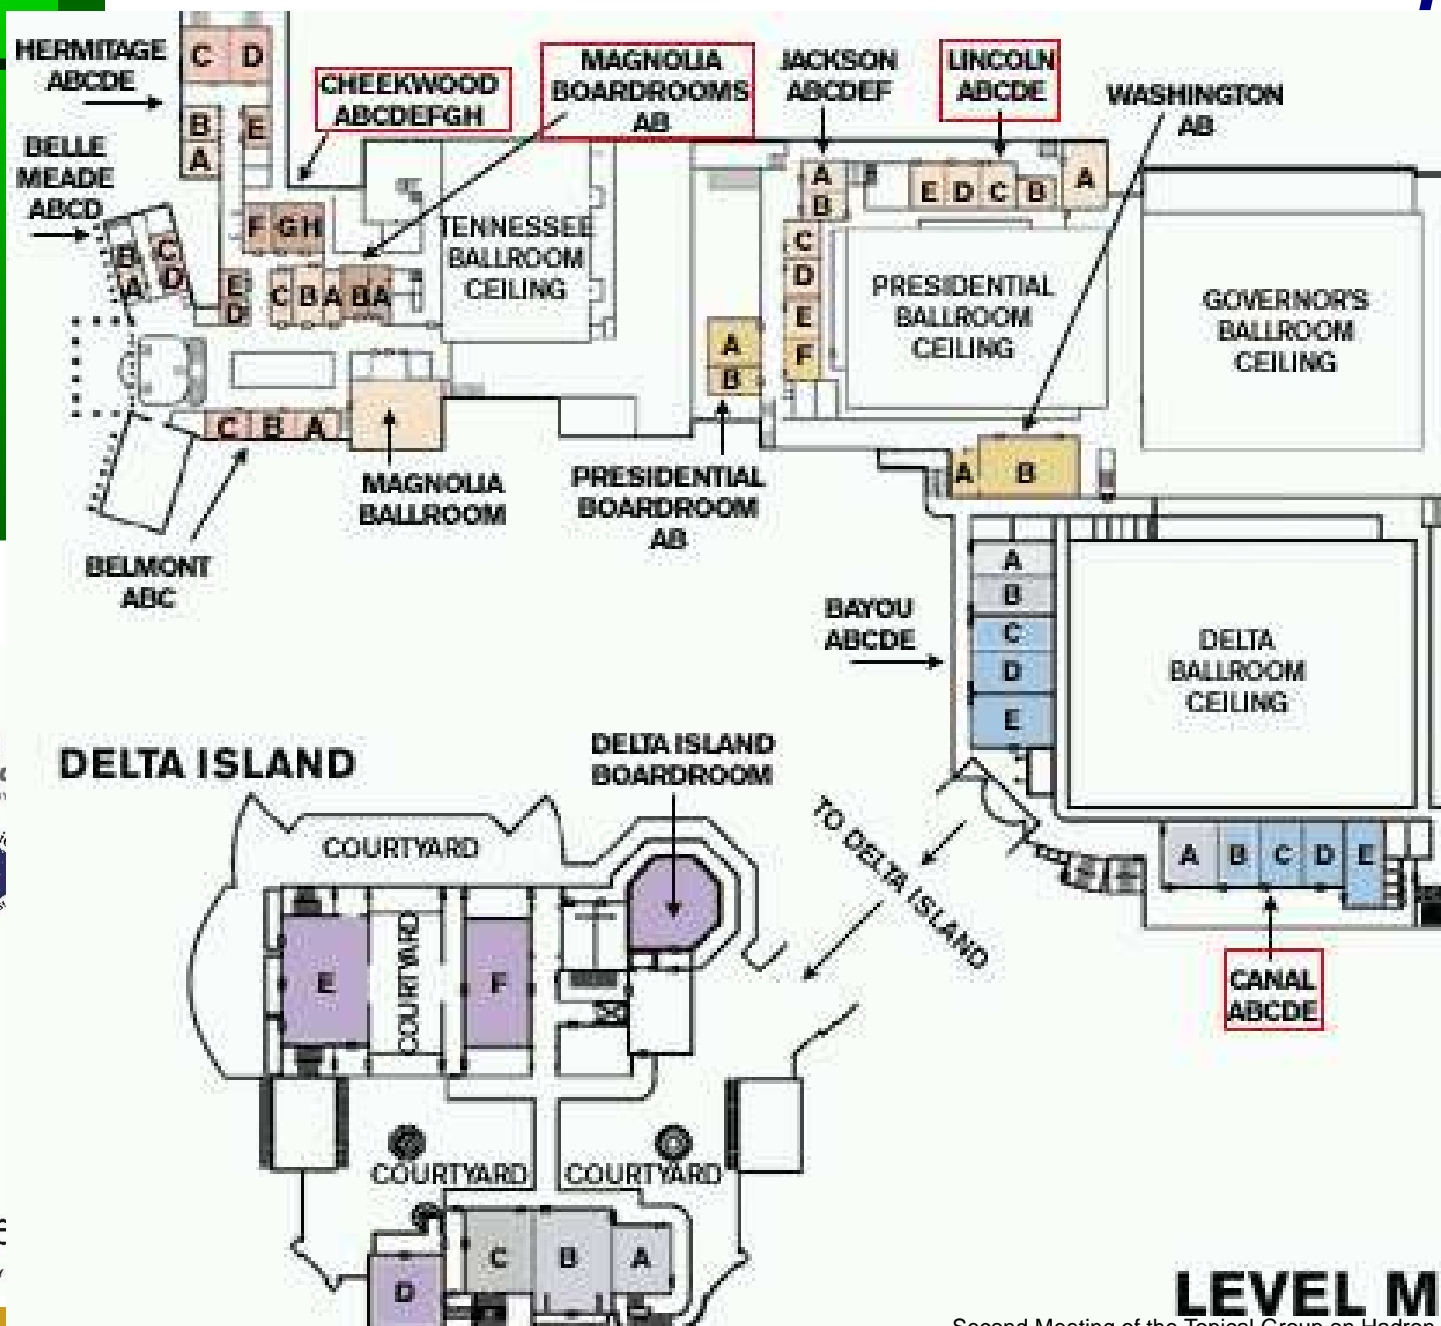 HERMITAGE
ABCDE
C D
B
A
E
CHEEKWOOD
ABCDEFGH
MAGNOLIA
BOARDROOMS
AB
JACKSON
ABCDEF
LINCOLN
ABCDE
WASHINGTON
AB
BELLE
MEADE
ABCD
B
A
C
D
F G H
E
D
C B A B A
TENNESSEE
BALLROOM
CEILING
A
B
C
D
E
F
E D C B A
PRESIDENTIAL
BALLROOM
CEILING
GOVERNOR'S
BALLROOM
CEILING
A
B
C B A
MAGNOLIA
BALLROOM
PRESIDENTIAL
BOARDROOM
AB
A B
BELMONT
ABC
BAYOU
ABCDE
A
B
C
D
E
DELTA
BALLROOM
CEILING
DELTA ISLAND
DELTA ISLAND
BOARDROOM
TO DELTA ISLAND
A B C D E
CANAL
ABCDE
COURTYARD
E
COURTYARD
F
COURTYARD
COURTYARD
C B A
D
LEVEL M
Second Meeting of the Topical Group on Hadron